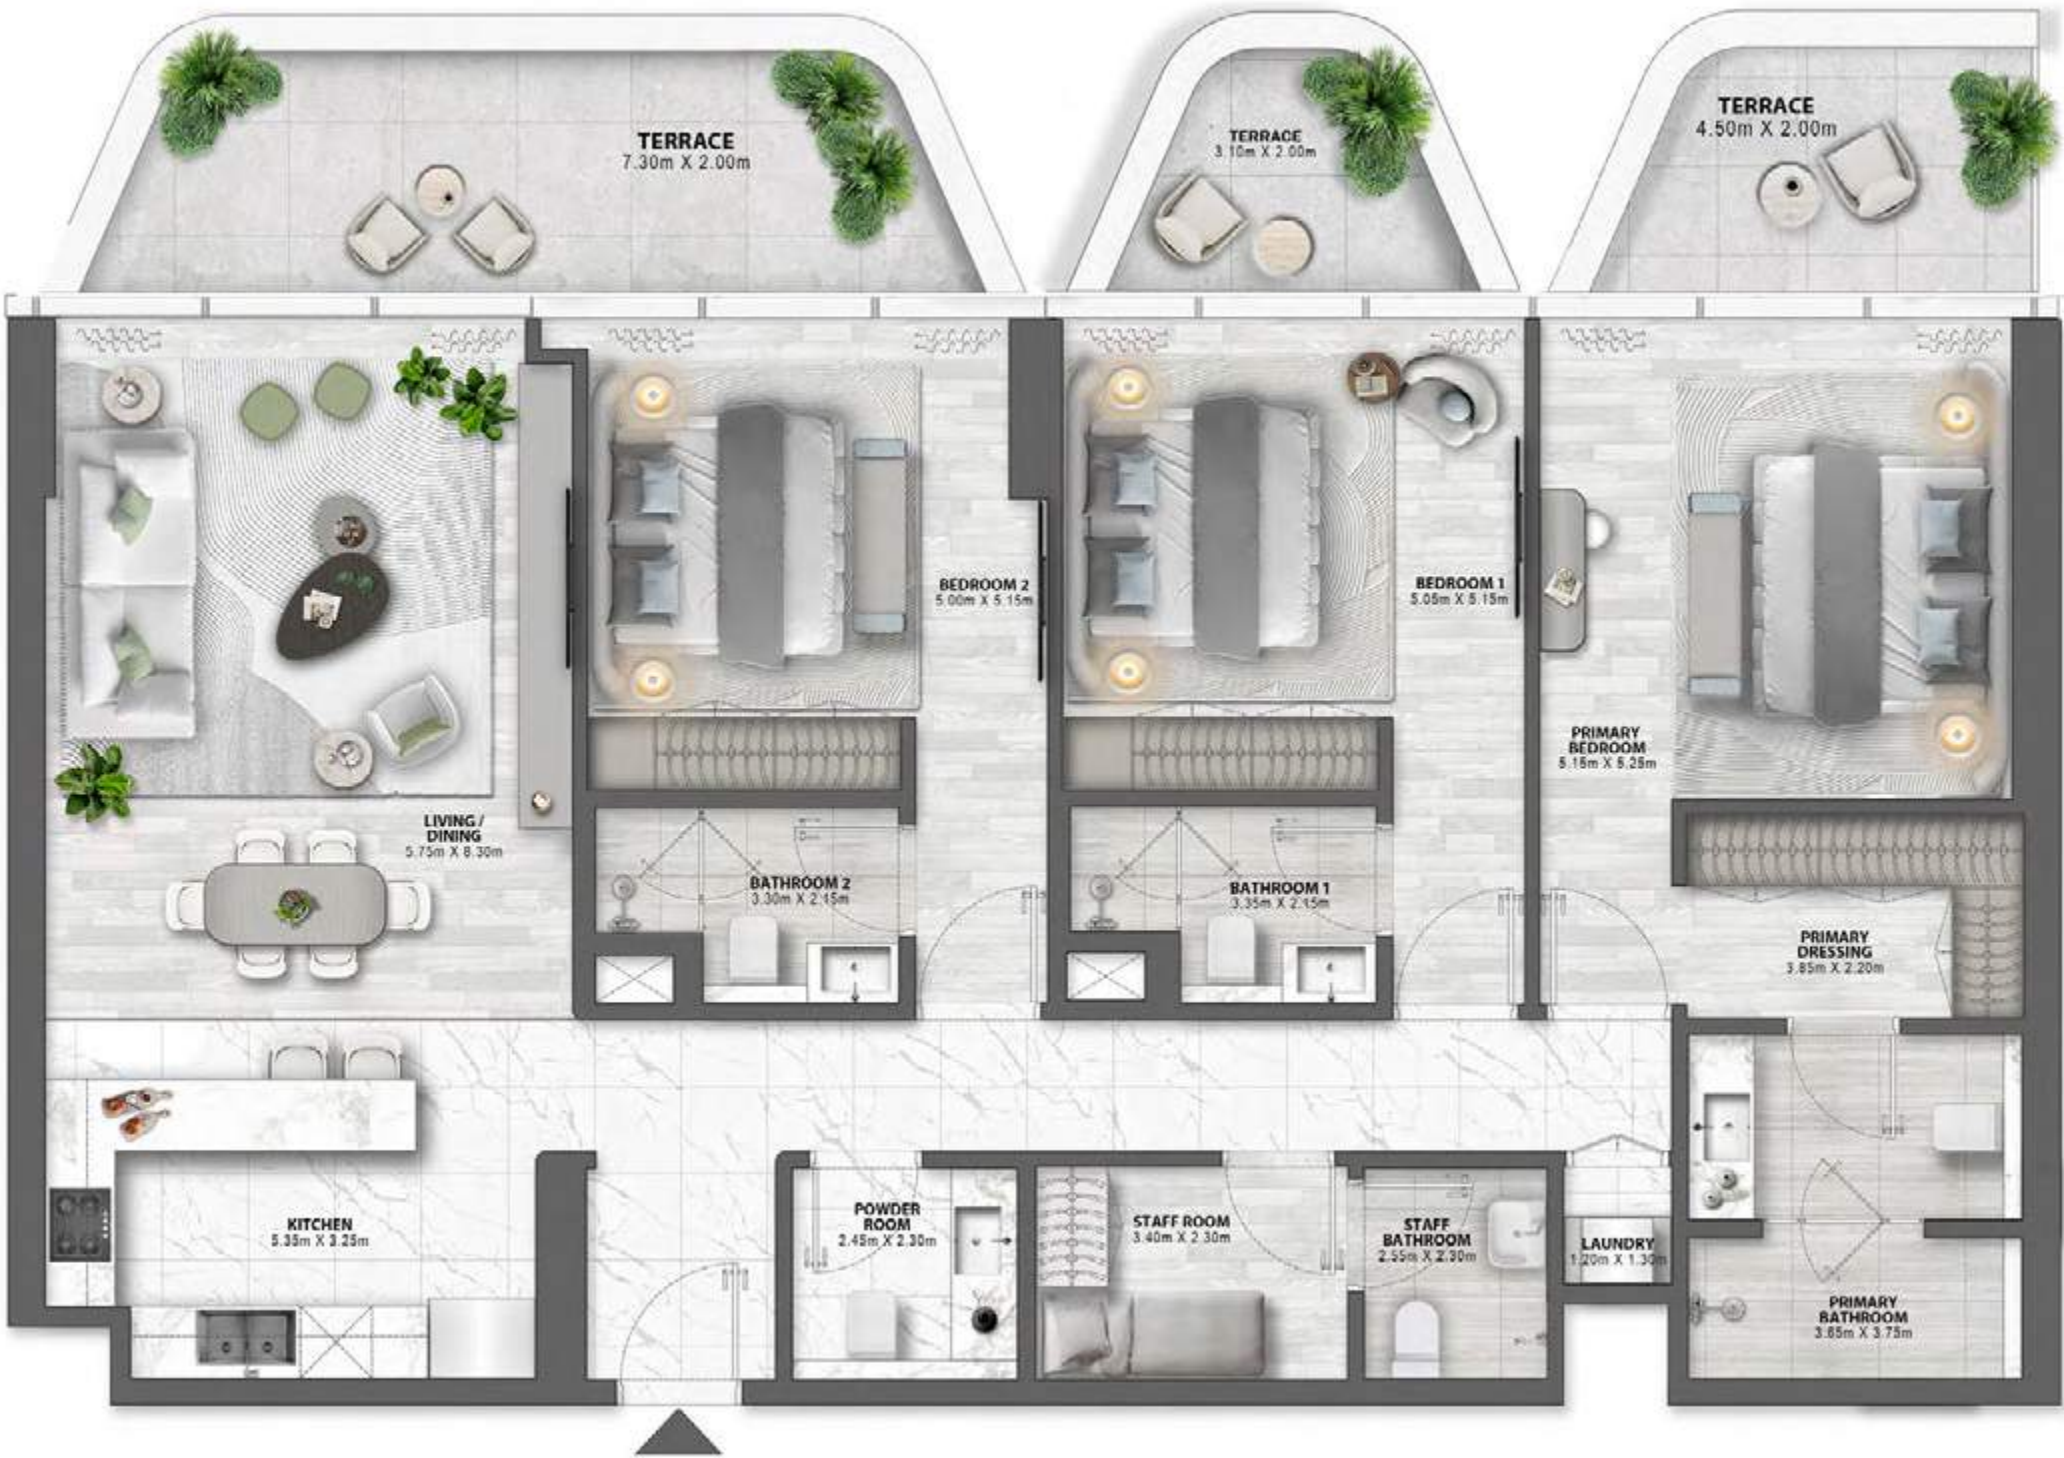 TERRACE
7.30m X 2.00m
TERRACE
3.10m X 2.00m
TERRACE
4.50m X 2.00m
BEDROOM 2
5.00m X 5.15m
BEDROOM 1
5.05m X 5.15m
PRIMARY
BEDROOM
5.15m X 5.25m
LIVING /
DINING
5.75m X 8.30m
BATHROOM 2
3.30m X 2.15m
BATHROOM 1
3.35m X 2.15m
PRIMARY
DRESSING
3.85m X 2.20m
KITCHEN
5.35m X 3.25m
POWDER
ROOM
2.45m X 2.30m
STAFF ROOM
3.40m X 2.30m
STAFF
BATHROOM
2.55m X 2.30m
LAUNDRY
1.20m X 1.30m
PRIMARY
BATHROOM
3.65m X 3.75m